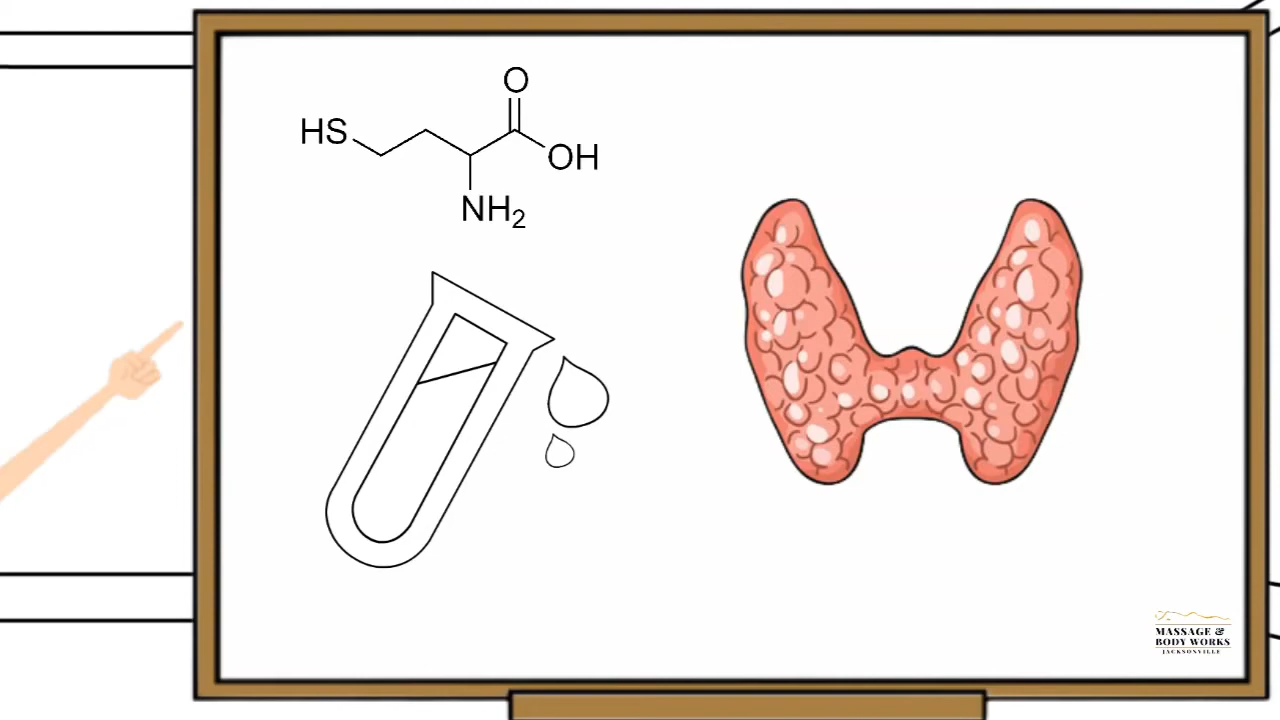 O
HS
OH
NH₂
MASSAGE &
BODY WORKS
JACKSONVILLE